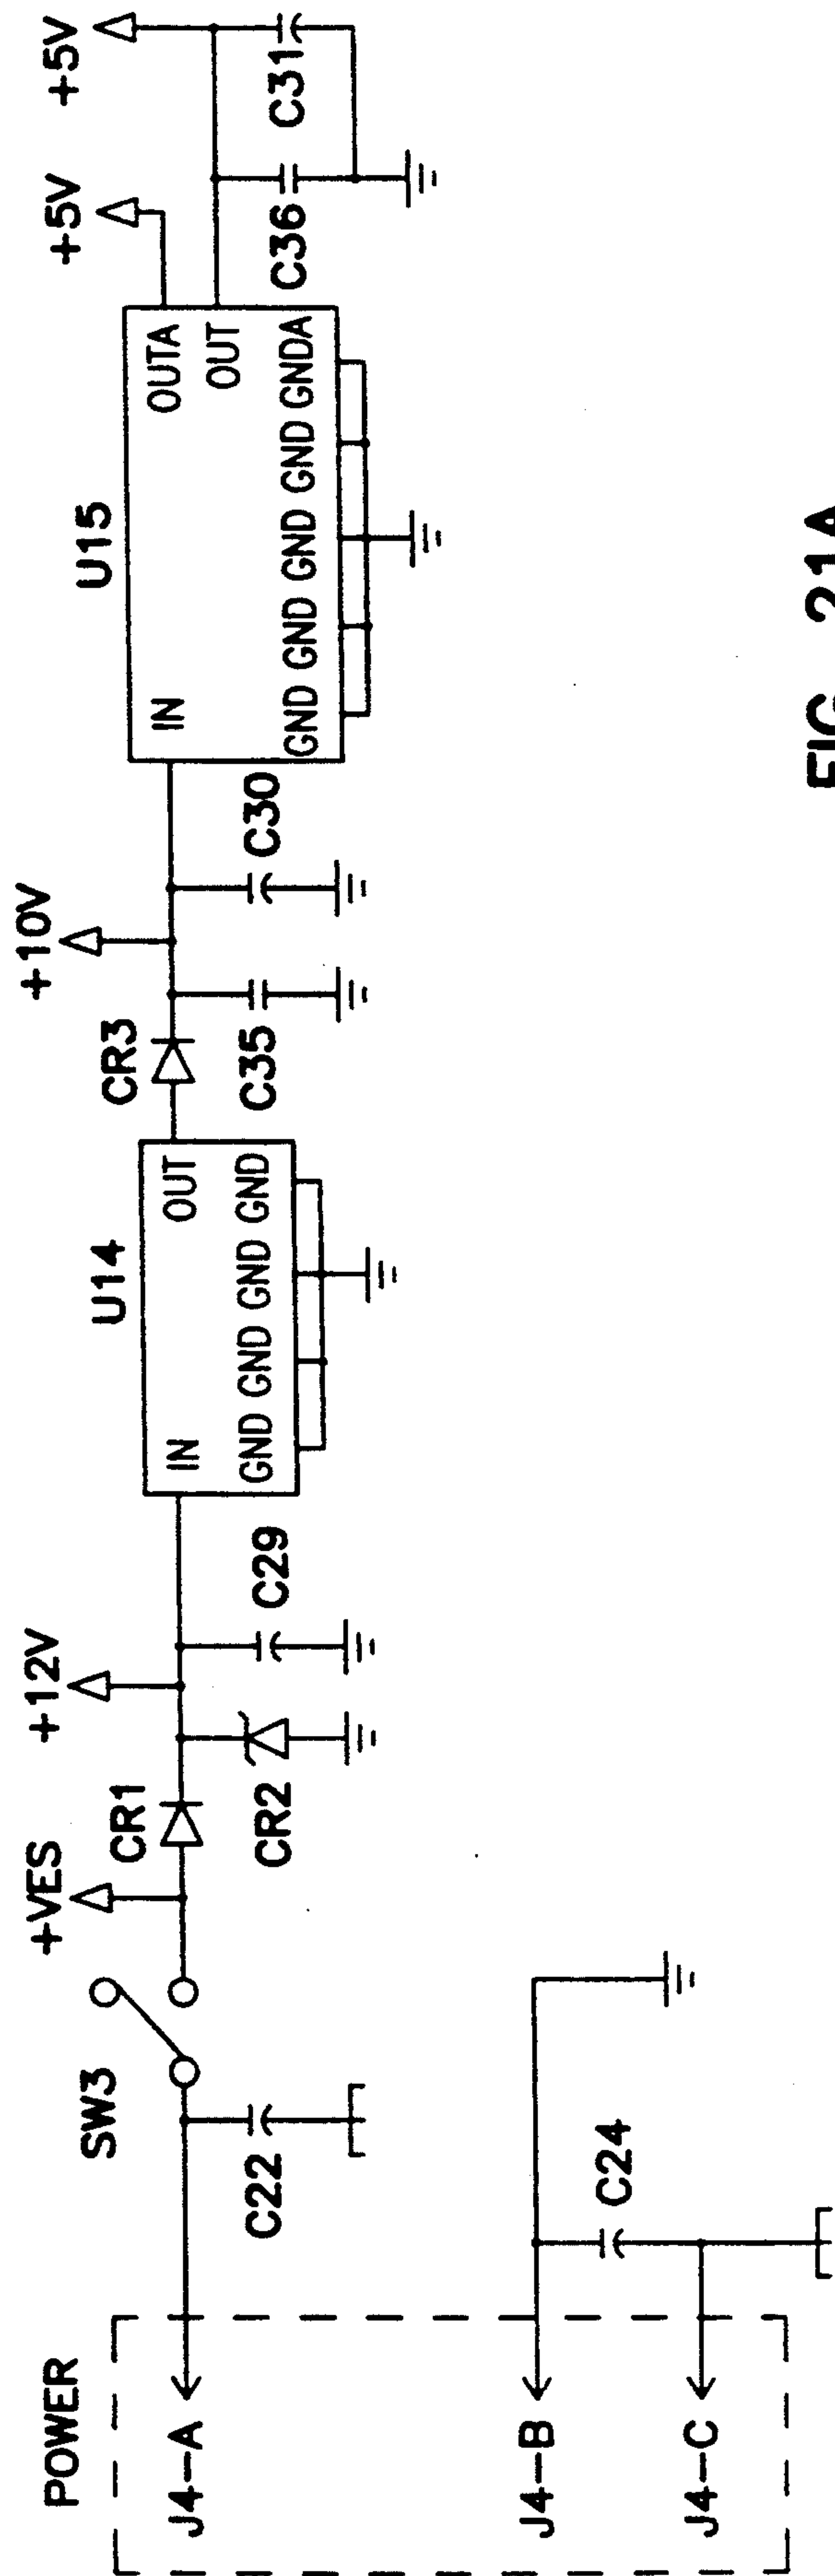 POWER
J4-A
J4-B
J4-C
C22
C24
SW3
+VES
CR1
CR2
+12V
C29
U14
IN
OUT
GND GND GND GND
CR3
C35
+10V
C30
U15
IN
OUTA
OUT
GND GND GND GND GNDA
+5V
+5V
C36
C31
FIG. 21A